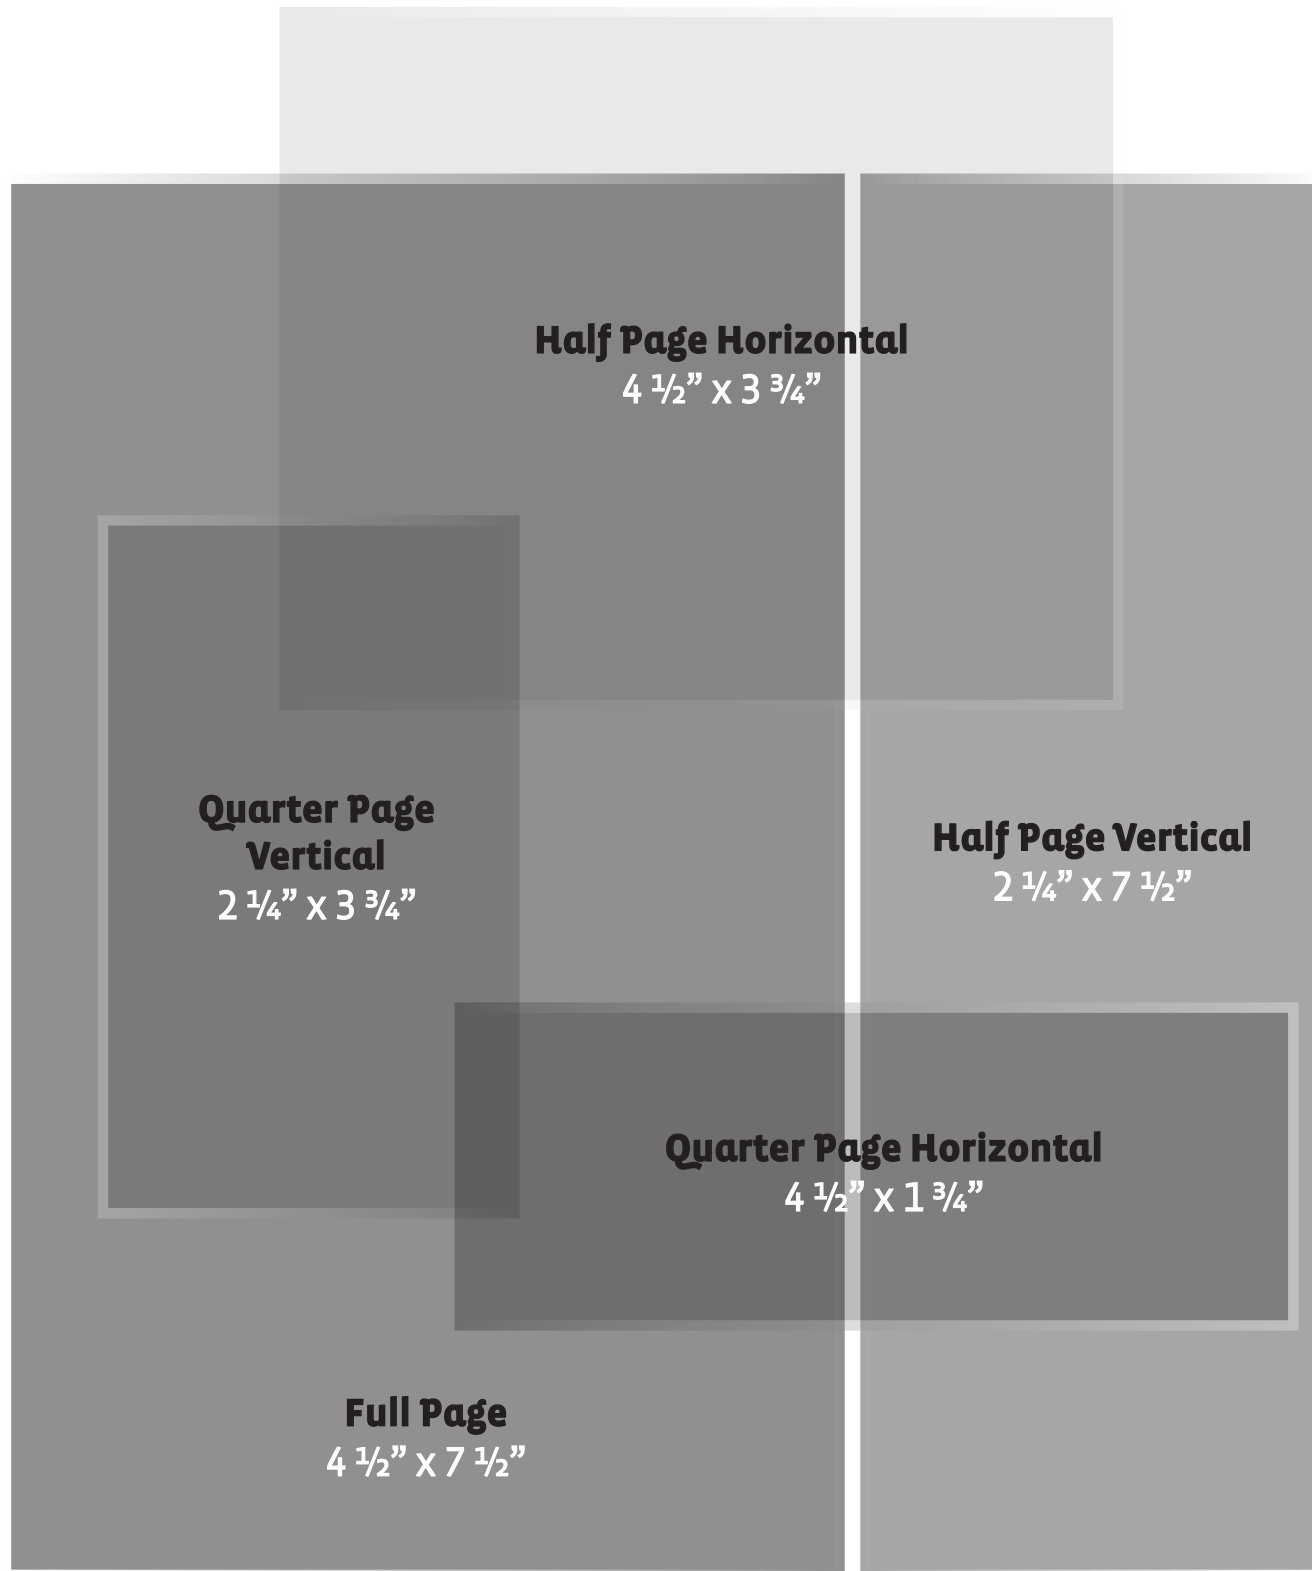 Half Page Horizontal
4 ½” x 3 ¾”
Quarter Page
Vertical
2 ¼” x 3 ¾”
Half Page Vertical
2 ¼” x 7 ½”
Quarter Page Horizontal
4 ½” x 1 ¾”
Full Page
4 ½” x 7 ½”